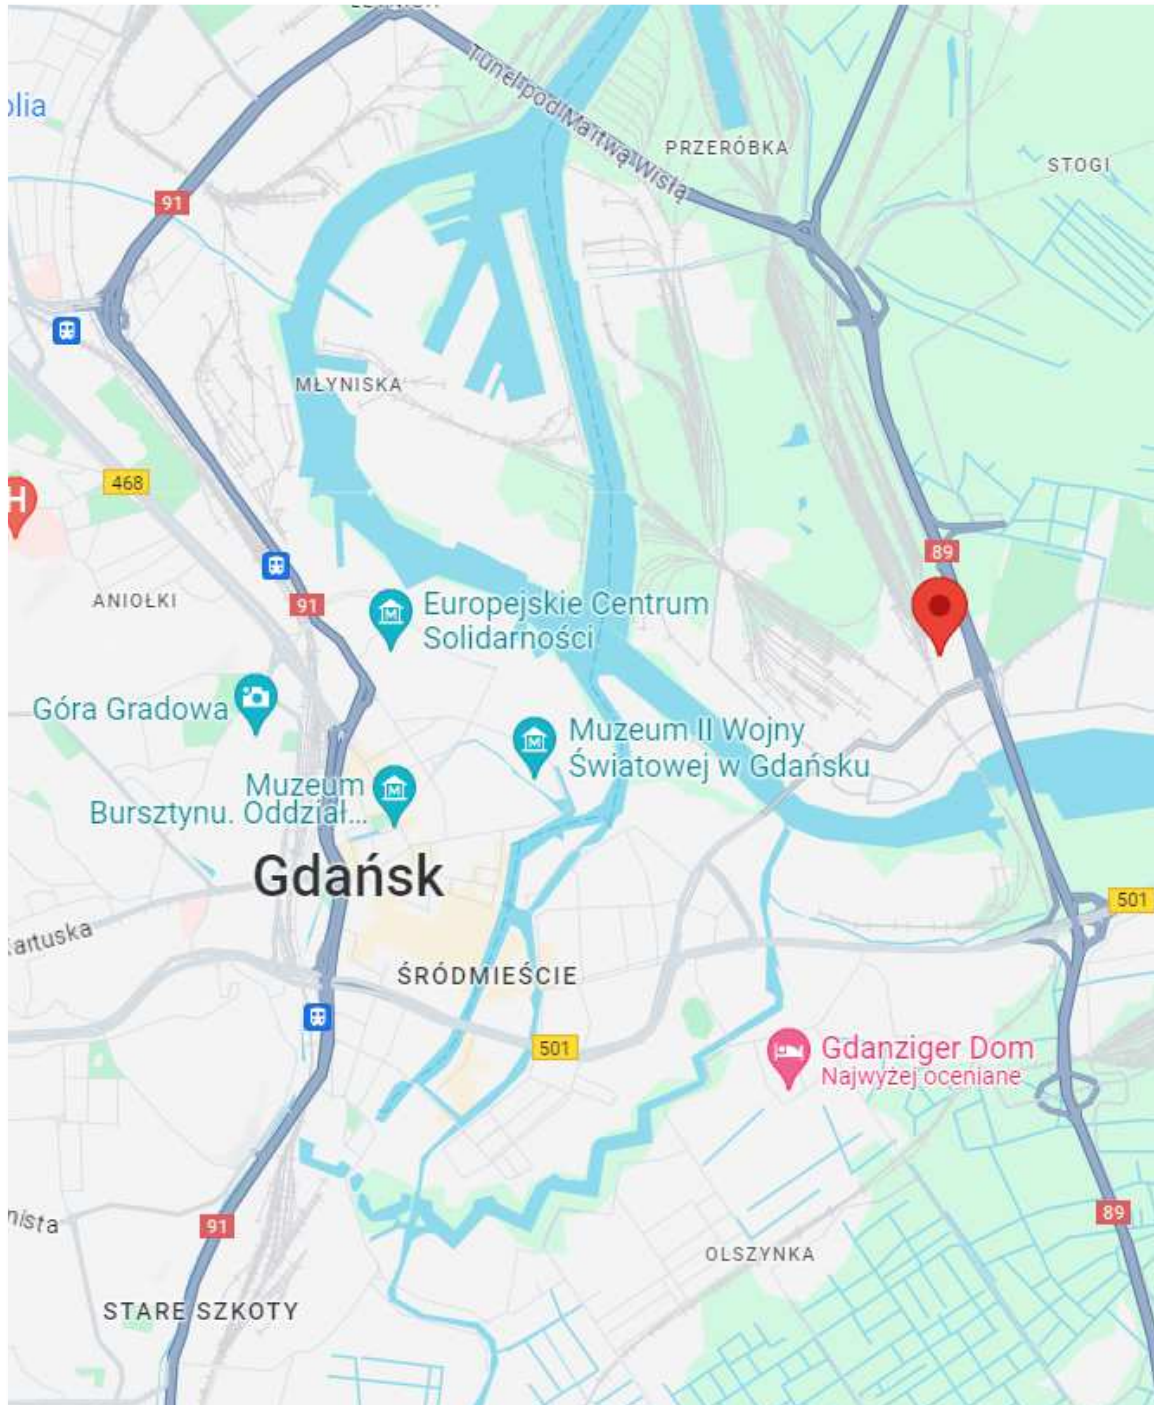 olia
Tunel pod Martwą Wisłą
PRZERÓBKA
STOGI
91
MŁYNISKA
468
H
89
ANIOŁKI
91
Europejskie Centrum
Solidarności
Góra Gradowa
Muzeum II Wojny
Światowej w Gdańsku
Muzeum
Bursztynu. Oddział...
Gdańsk
501
artuska
ŚRÓDMIEŚCIE
501
Gdanziger Dom
Najwyżej oceniane
91
nista
89
OLSZYNKA
STARE SZKOTY